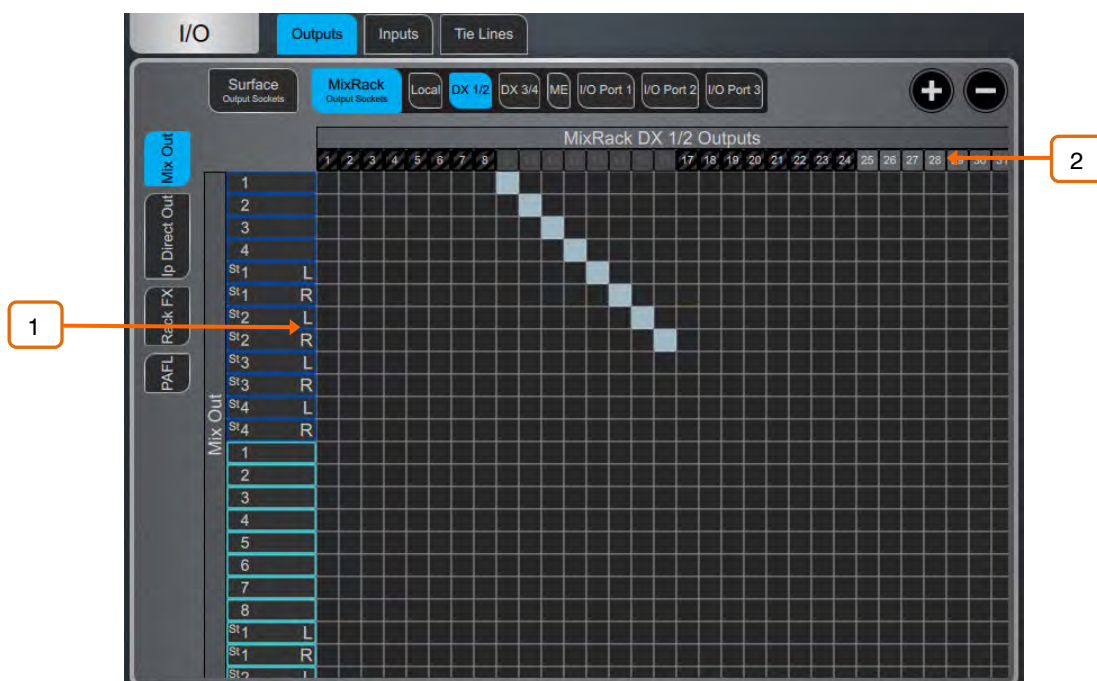 I/O Outputs Inputs Tie Lines
Surface MixRack Local DX 1/2 DX 3/4 ME I/O Port 1 I/O Port 2 I/O Port 3
Output Sockets Output Sockets
+ −
MixRack DX 1/2 Outputs
1 2 3 4 5 6 7 8 17 18 19 20 21 22 23 24 25 26 27 28 29 30 31
2
Mix Out
Ip Direct Out
Rack FX
PAFL
1
Mix Out
1
2
3
4
St1 L
St1 R
St2 L
St2 R
St3 L
St3 R
St4 L
St4 R
1
2
3
4
5
6
7
8
St1 L
St1 R
St2 L